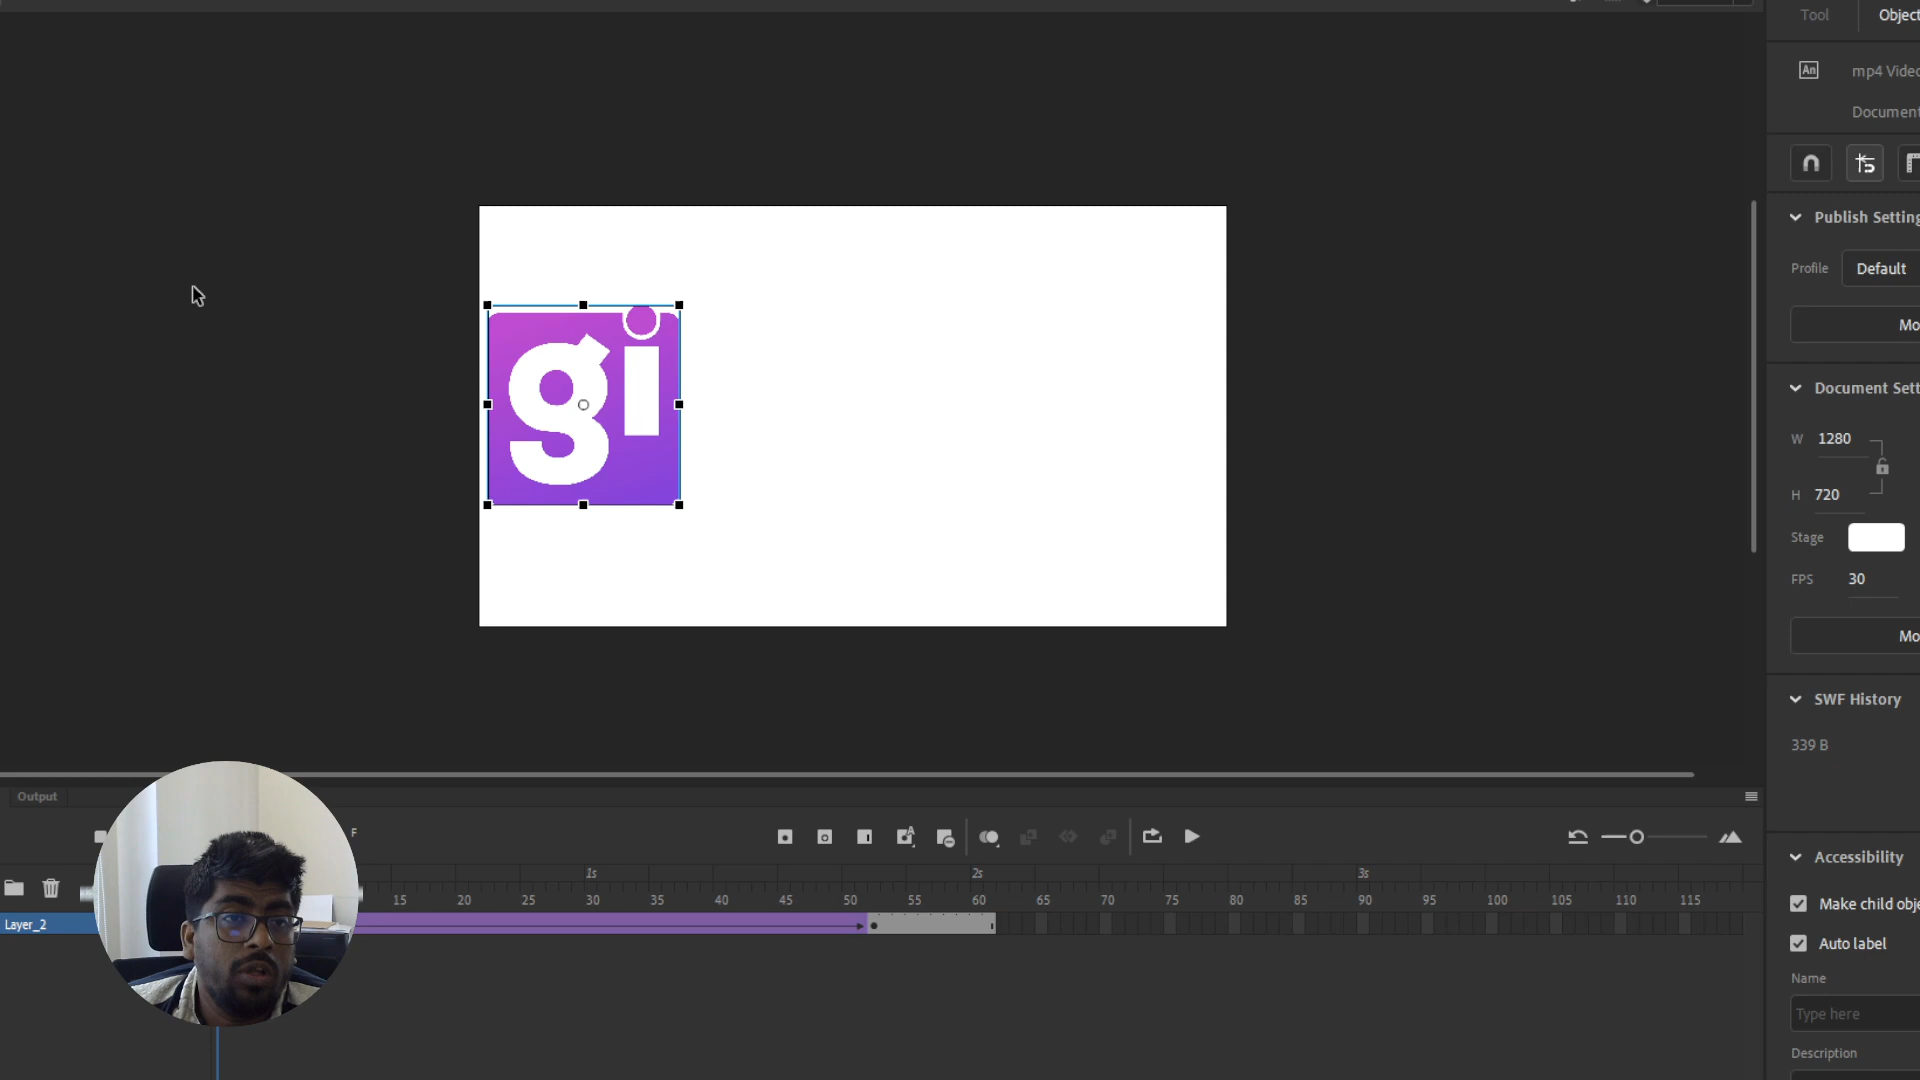 Tool
Object
An
mp4 Video
Document
Publish Setting
Profile
Default
Mo
gi
Document Sett
W 1280
H 720
Stage
FPS 30
Mo
SWF History
339 B
Output
F
1s 2s 3s
15 20 25 30 35 40 45 50 55 60 65 70 75 80 85 90 95 100 105 110 115
Layer_2
Accessibility
Make child obje
Auto label
Name
Type here
Description